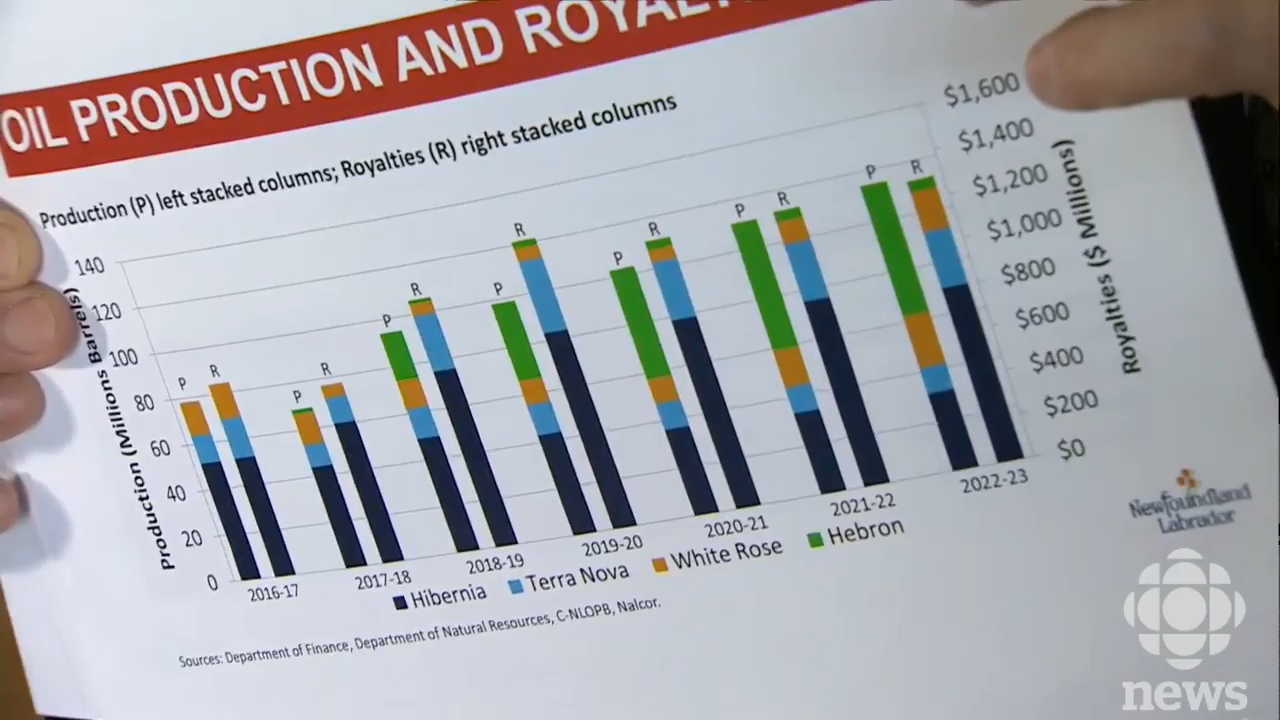 OIL PRODUCTION AND ROYALT
Production (P) left stacked columns; Royalties (R) right stacked columns
Production (Millions Barrels)
140
120
100
80
60
40
20
0
P R
P R
P R
P R
P R
P R
P R
$1,600
$1,400
$1,200
$1,000
$800
$600
$400
$200
$0
Royalties ($ Millions)
2016-17 2017-18 2018-19 2019-20 2020-21 2021-22 2022-23
Hibernia Terra Nova White Rose Hebron
Sources: Department of Finance, Department of Natural Resources, C-NLOPB, Nalcor.
Newfoundland
Labrador
news